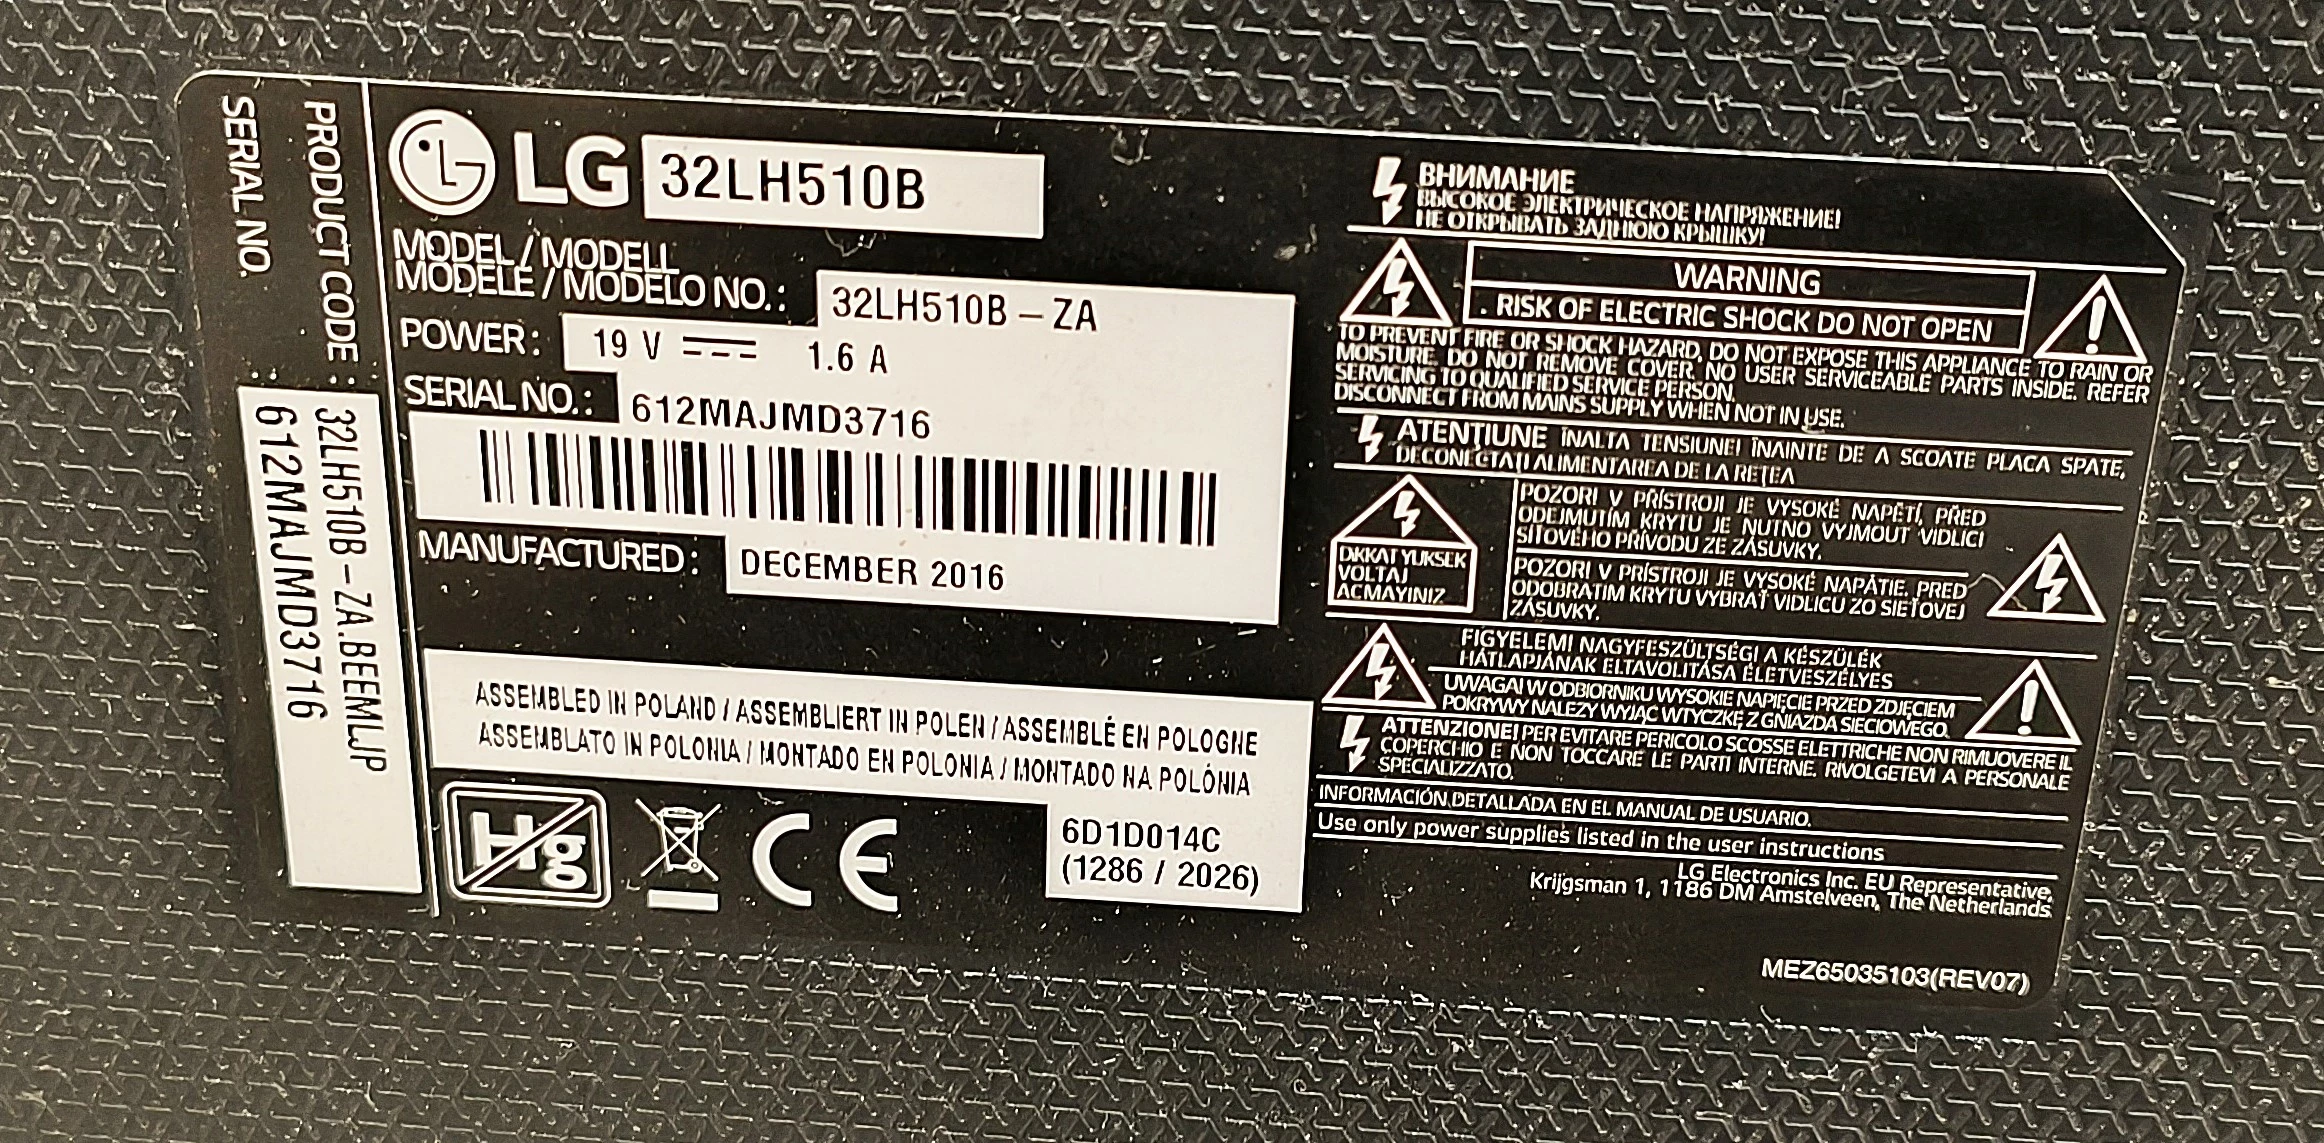 SERIAL NO. : 612MAJMD3716
PRODUCT CODE : 32LH510B – ZA.BEEMLJP
LG 32LH510B
MODEL / MODELL
MODÈLE / MODELO NO. : 32LH510B – ZA
POWER : 19 V 1.6 A
SERIAL NO. : 612MAJMD3716
MANUFACTURED : DECEMBER 2016
ASSEMBLED IN POLAND / ASSEMBLIERT IN POLEN / ASSEMBLÉ EN POLOGNE
ASSEMBLATO IN POLONIA / MONTADO EN POLONIA / MONTADO NA POLÓNIA
Hg
CE
6D1D014C
(1286 / 2026)
ВНИМАНИЕ
ВЫСОКОЕ ЭЛЕКТРИЧЕСКОЕ НАПРЯЖЕНИЕ!
НЕ ОТКРЫВАТЬ ЗАДНЮЮ КРЫШКУ!
WARNING
. RISK OF ELECTRIC SHOCK DO NOT OPEN
TO PREVENT FIRE OR SHOCK HAZARD, DO NOT EXPOSE THIS APPLIANCE TO RAIN OR
MOISTURE. DO NOT REMOVE COVER. NO USER SERVICEABLE PARTS INSIDE. REFER
SERVICING TO QUALIFIED SERVICE PERSON.
DISCONNECT FROM MAINS SUPPLY WHEN NOT IN USE.
ATENȚIUNE ÎNALTA TENSIUNE! ÎNAINTE DE A SCOATE PLACA SPATE,
DECONECTAȚI ALIMENTAREA DE LA REȚEA
DIKKAT YUKSEK
VOLTAJ
ACMAYINIZ
POZOR! V PŘÍSTROJI JE VYSOKÉ NAPĚTÍ, PŘED
ODEJMUTÍM KRYTU JE NUTNO VYJMOUT VIDLICI
SÍŤOVÉHO PŘÍVODU ZE ZÁSUVKY.
POZOR! V PRÍSTROJI JE VYSOKÉ NAPÄTIE. PRED
ODOBRATIM KRYTU VYBRAŤ VIDLICU ZO SIEŤOVEJ
ZÁSUVKY.
FIGYELEM! NAGYFESZÜLTSÉG! A KÉSZÜLÉK
HÁTLAPJÁNAK ELTAVOLITÁSA ÉLETVESZÉLYES
UWAGA! W ODBIORNIKU WYSOKIE NAPIĘCIE PRZED ZDJĘCIEM
POKRYWY NALEZY WYJĄC WTYCZKĘ Z GNIAZDA SIECIOWEGO.
ATTENZIONE! PER EVITARE PERICOLO SCOSSE ELETTRICHE NON RIMUOVERE IL
COPERCHIO E NON TOCCARE LE PARTI INTERNE. RIVOLGETEVI A PERSONALE
SPECIALIZZATO.
INFORMACIÓN DETALLADA EN EL MANUAL DE USUARIO.
Use only power supplies listed in the user instructions
LG Electronics Inc. EU Representative,
Krijgsman 1, 1186 DM Amstelveen, The Netherlands
MEZ65035103(REV07)